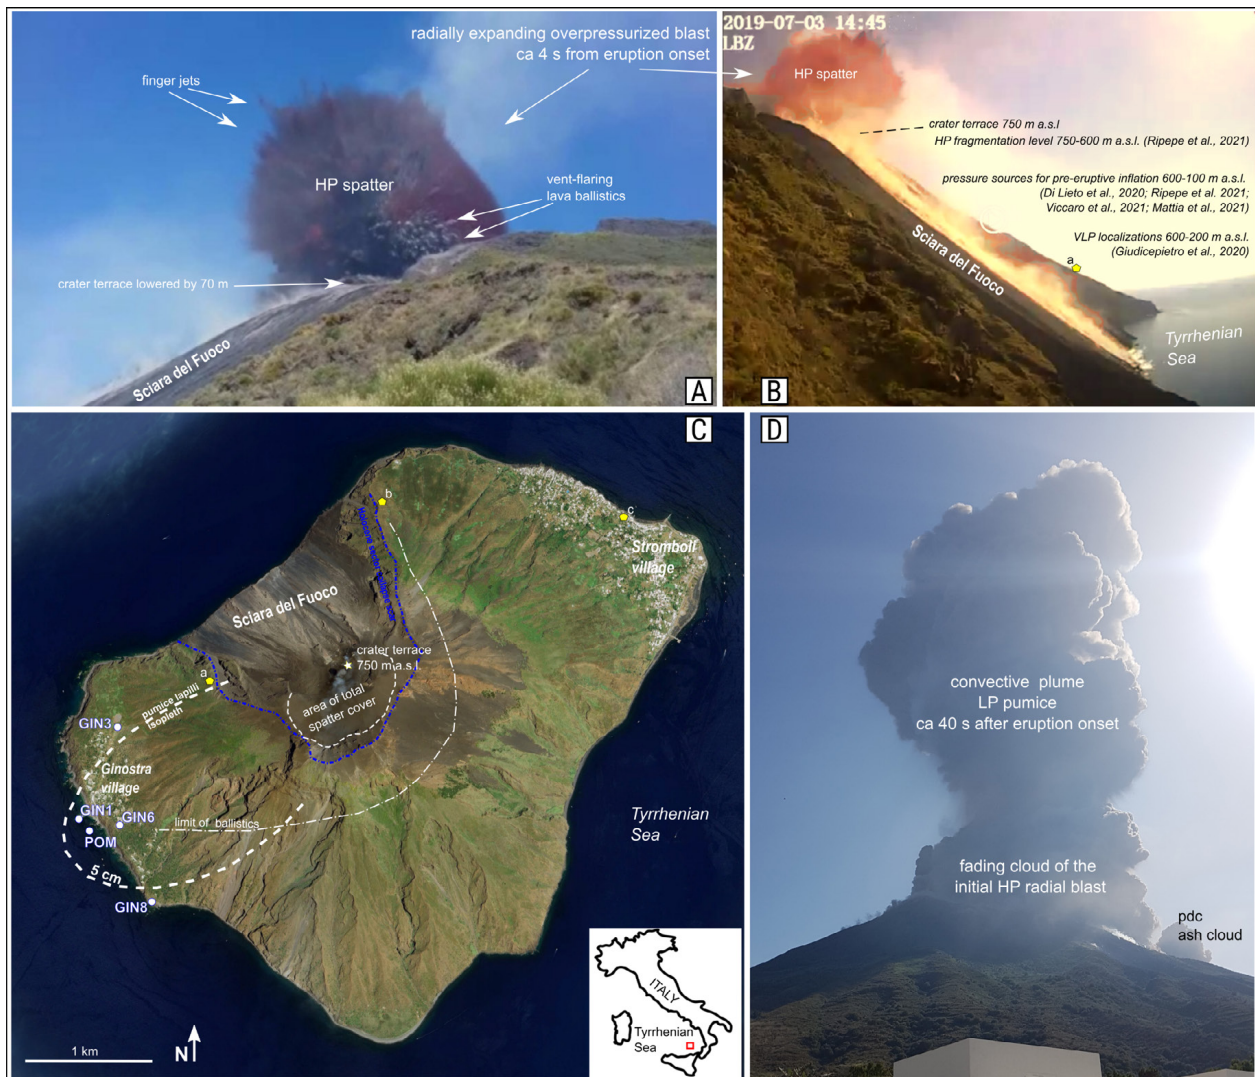 radially expanding overpressurized blast
ca 4 s from eruption onset
finger jets
HP spatter
vent-flaring
lava ballistics
crater terrace lowered by 70 m
Sciara del Fuoco
A
2019-07-03 14:45
LBZ
HP spatter
crater terrace 750 m a.s.l
HP fragmentation level 750-600 m a.s.l. (Ripepe et al., 2021)
pressure sources for pre-eruptive inflation 600-100 m a.s.l.
(Di Lieto et al., 2020; Ripepe et al. 2021;
Viccaro et al., 2021; Mattia et al., 2021)
VLP localizations 600-200 m a.s.l.
(Giudicepietro et al., 2020)
a
Sciara del Fuoco
Tyrrhenian
Sea
B
C
b
c
Stromboli
village
Holocene sector collapse scar
Sciara del Fuoco
crater terrace
750 m a.s.l
a
area of total
spatter cover
pumice lapilli
isopleth
GIN3
Ginostra
village
GIN1
GIN6
POM
limit of ballistics
5 cm
GIN8
Tyrrhenian
Sea
1 km
N
ITALY
Tyrrhenian
Sea
D
convective plume
LP pumice
ca 40 s after eruption onset
fading cloud of the
initial HP radial blast
pdc
ash cloud